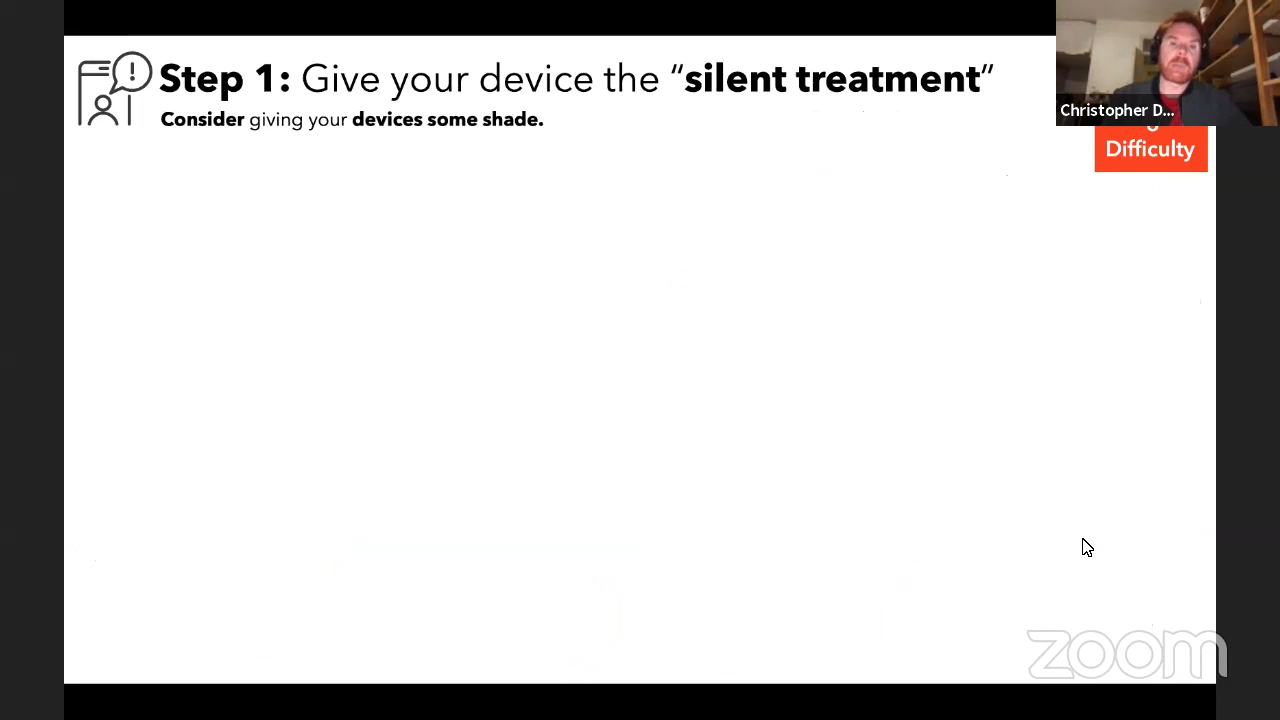 Step 1: Give your device the “silent treatment”
Consider giving your devices some shade.
Christopher D...
Difficulty
zoom